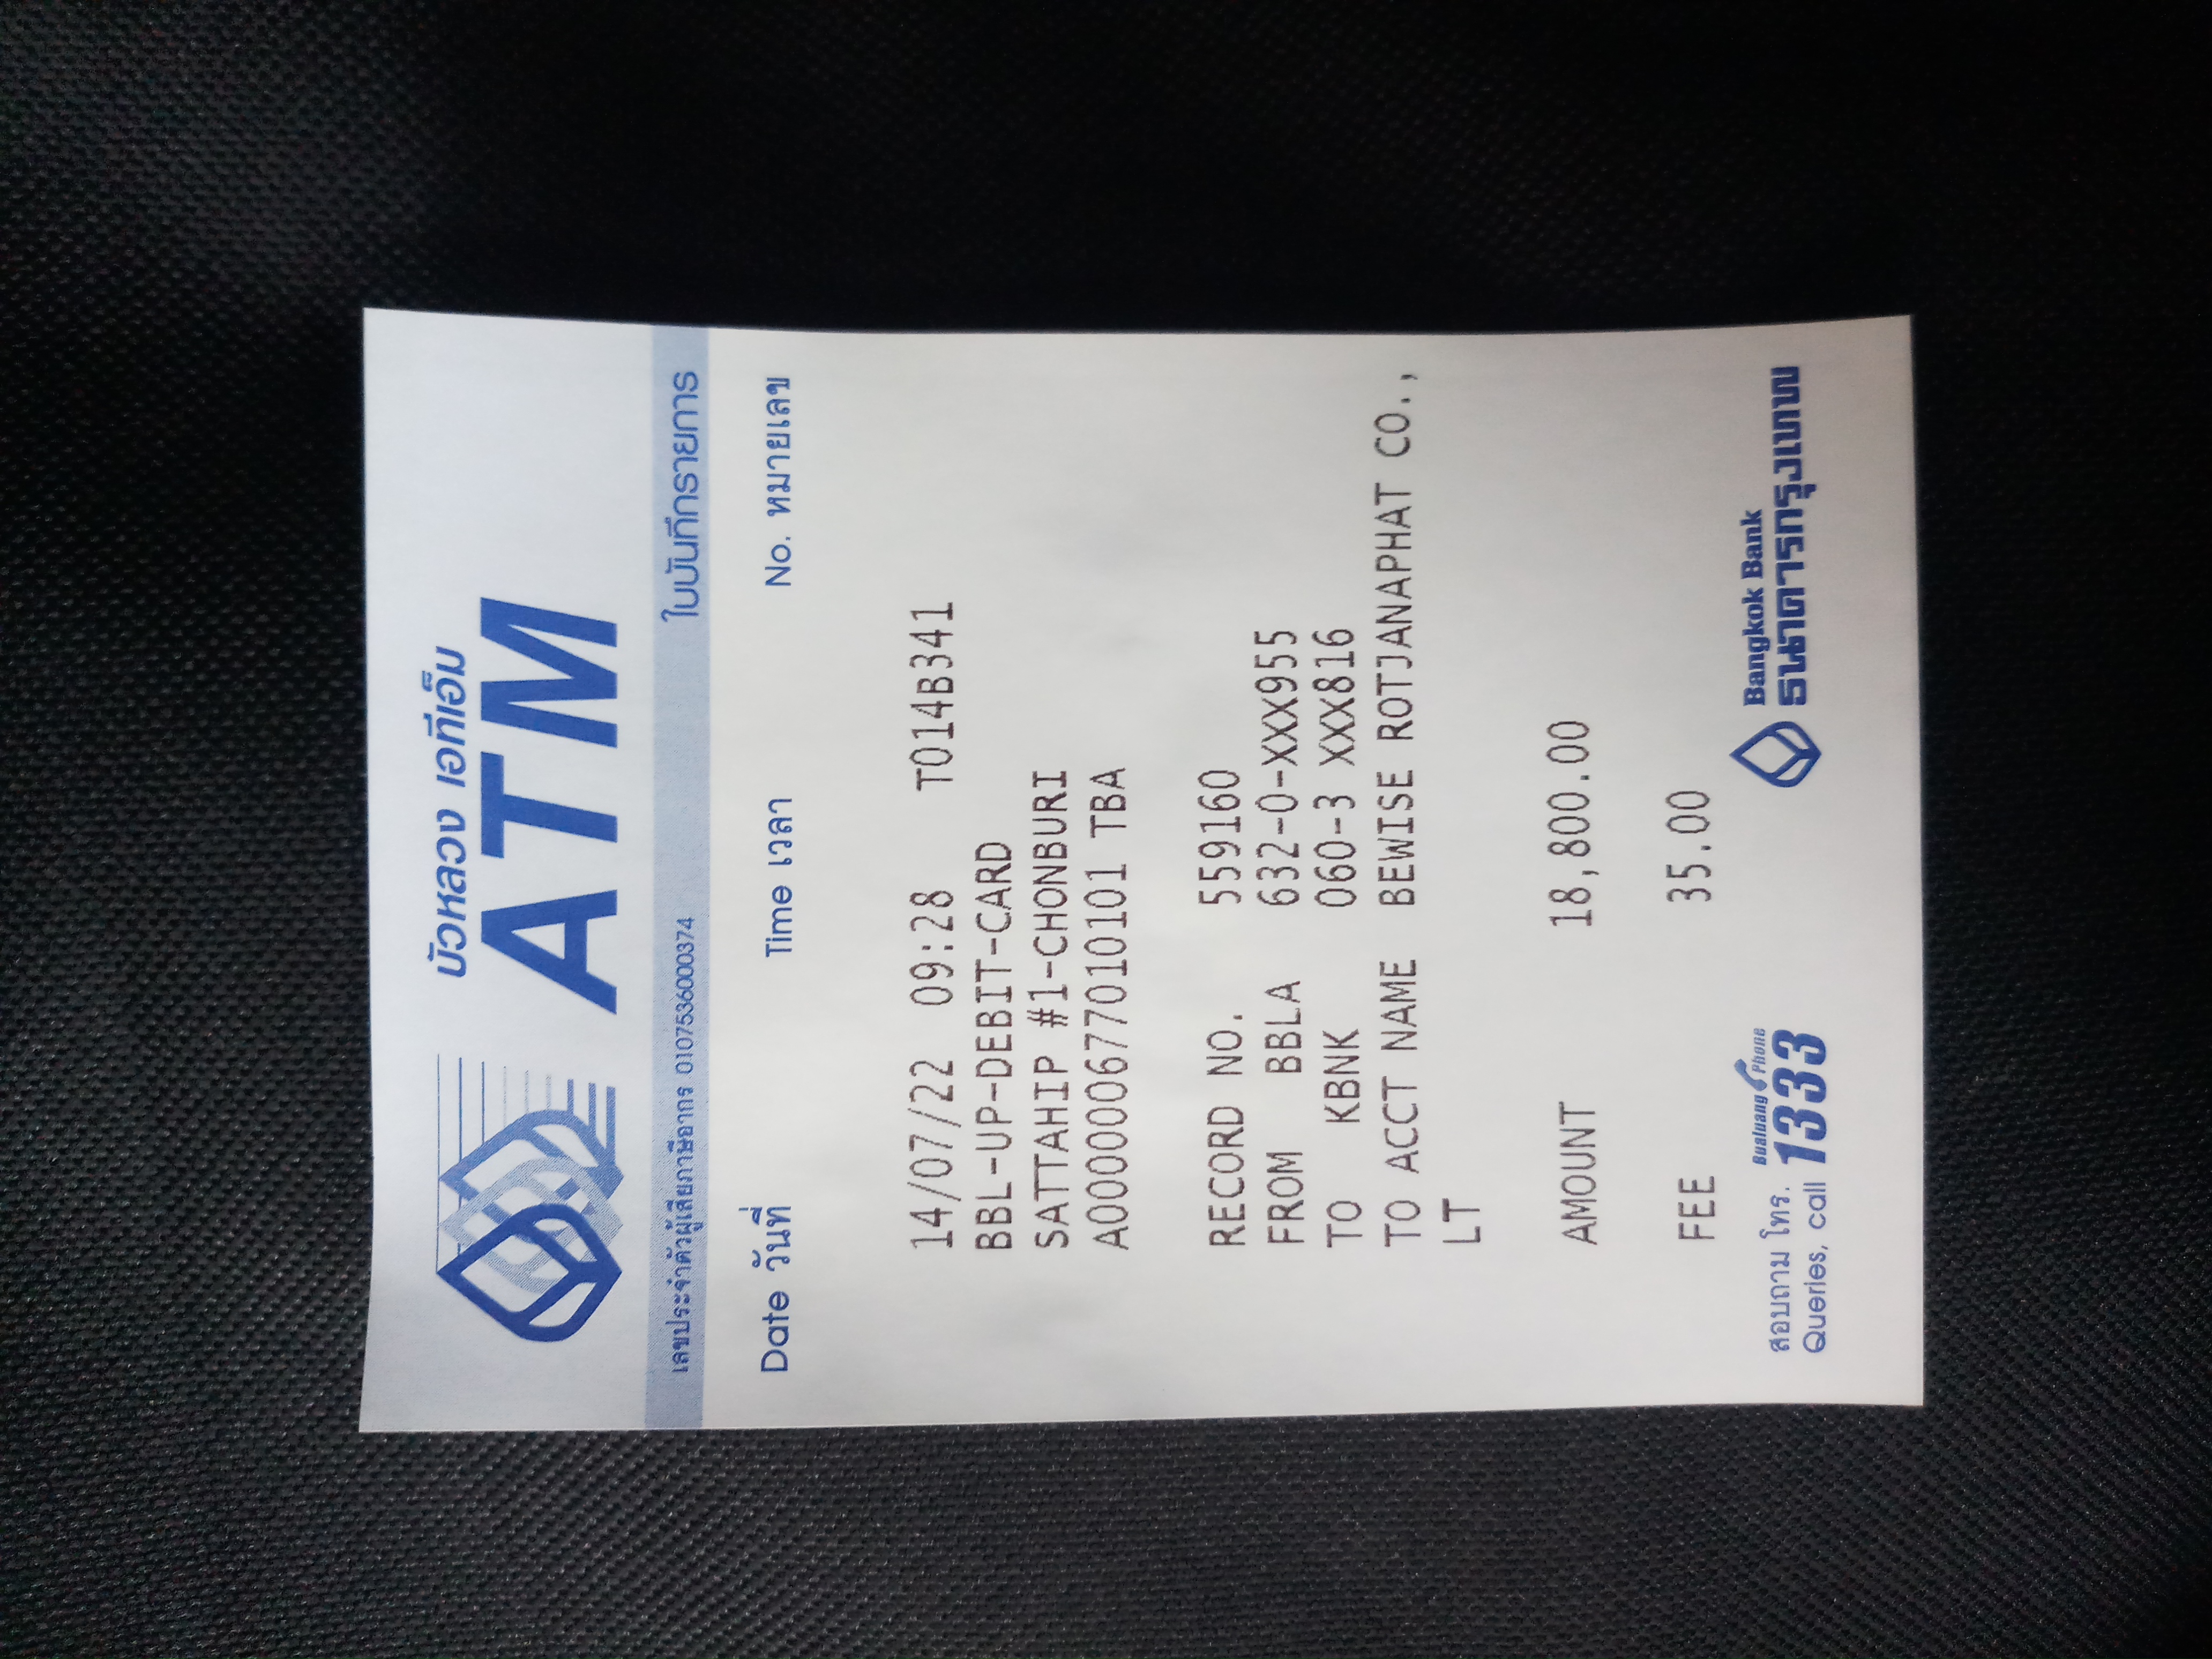 บัวหลวง เอทีเอ็ม
ATM
เลขประจำตัวผู้เสียภาษีอากร 0107536000374 ใบบันทึกรายการ
Date วันที่ Time เวลา No. หมายเลข
14/07/22 09:28 T014B341
BBL-UP-DEBIT-CARD
SATTAHIP #1-CHONBURI
A0000067701010​1 TBA
RECORD NO. 559160
FROM BBLA 632-0-XXX955
TO KBNK 060-3 XXX816
TO ACCT NAME BEWISE ROTJANAPHAT CO.,
LT
AMOUNT 18,800.00
FEE 35.00
สอบถาม โทร. Bualuang Phone
Queries, call 1333
Bangkok Bank
ธนาคารกรุงเทพ